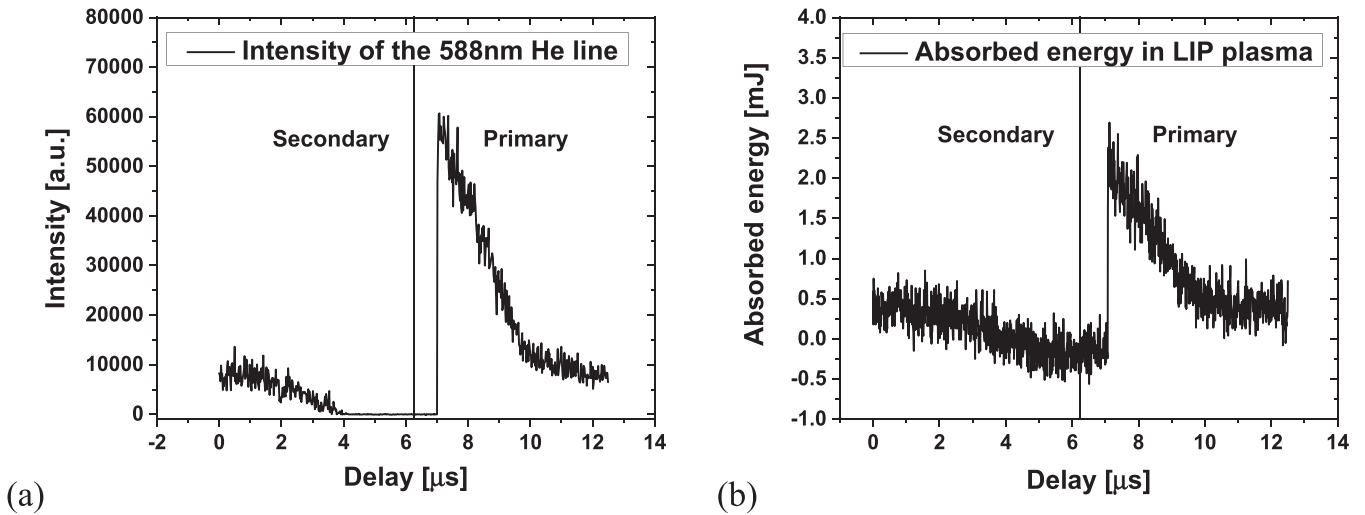 Intensity of the 588nm He line
Secondary
Primary
Intensity [a.u.]
80000
70000
60000
50000
40000
30000
20000
10000
0
-2 0 2 4 6 8 10 12 14
Delay [μs]
(a)
Absorbed energy in LIP plasma
Secondary
Primary
Absorbed energy [mJ]
4.0
3.5
3.0
2.5
2.0
1.5
1.0
0.5
0.0
-0.5
-1.0
0 2 4 6 8 10 12 14
Delay [μs]
(b)